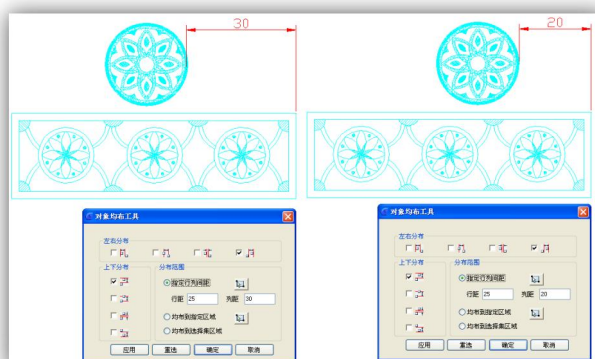 30
20
对象均布工具
左右分布
上下分布
分布范围
指定行列间距
行距 25 列距 30
均布到指定区域
均布到选择集区域
应用 重选 确定 取消
对象均布工具
左右分布
上下分布
分布范围
指定行列间距
行距 25 列距 20
均布到指定区域
均布到选择集区域
应用 重选 确定 取消